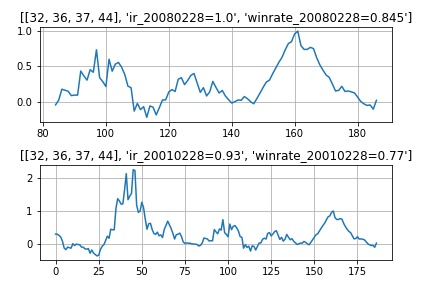 [[32, 36, 37, 44], 'ir_20080228=1.0', 'winrate_20080228=0.845']
1.0
0.5
0.0
80 100 120 140 160 180
[[32, 36, 37, 44], 'ir_20010228=0.93', 'winrate_20010228=0.77']
2
1
0
0 25 50 75 100 125 150 175